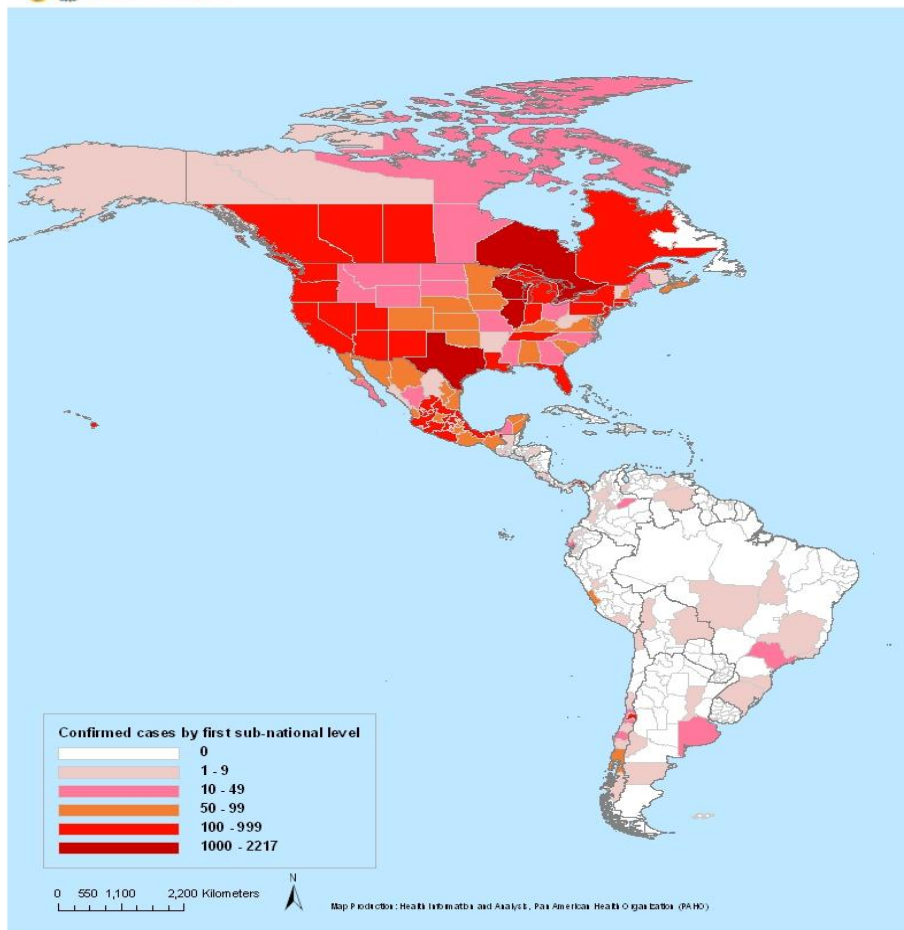 Confirmed cases by first sub-national level
0
1 - 9
10 - 49
50 - 99
100 - 999
1000 - 2217
0 550 1,100 2,200 Kilometers
N
Map Production: Health Information and Analysis, Pan American Health Organization (PAHO)